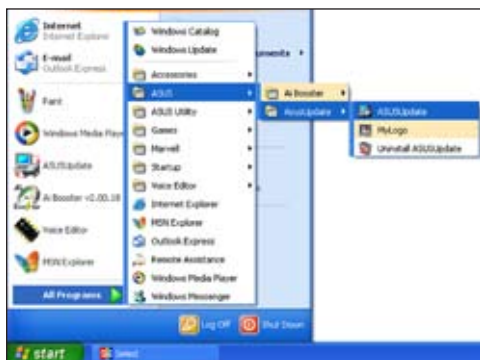 Internet
Internet Explorer
E-mail
Outlook Express
Paint
Windows Media Player
ASUSUpdate
Ai Booster v2.00.18
Voice Editor
MSN Explorer
All Programs
Windows Catalog
Windows Update
Accessories
ASUS
ASUS Utility
Games
Marvell
Startup
Voice Editor
Internet Explorer
MSN Explorer
Outlook Express
Remote Assistance
Windows Media Player
Windows Messenger
uments
Ai Booster
AsusUpdate
ASUSUpdate
MyLogo
Uninstall ASUSUpdate
Log Off
Shut Down
start